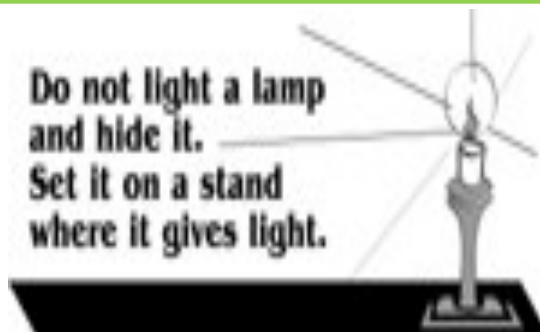 Do not light a lamp
and hide it.
Set it on a stand
where it gives light.